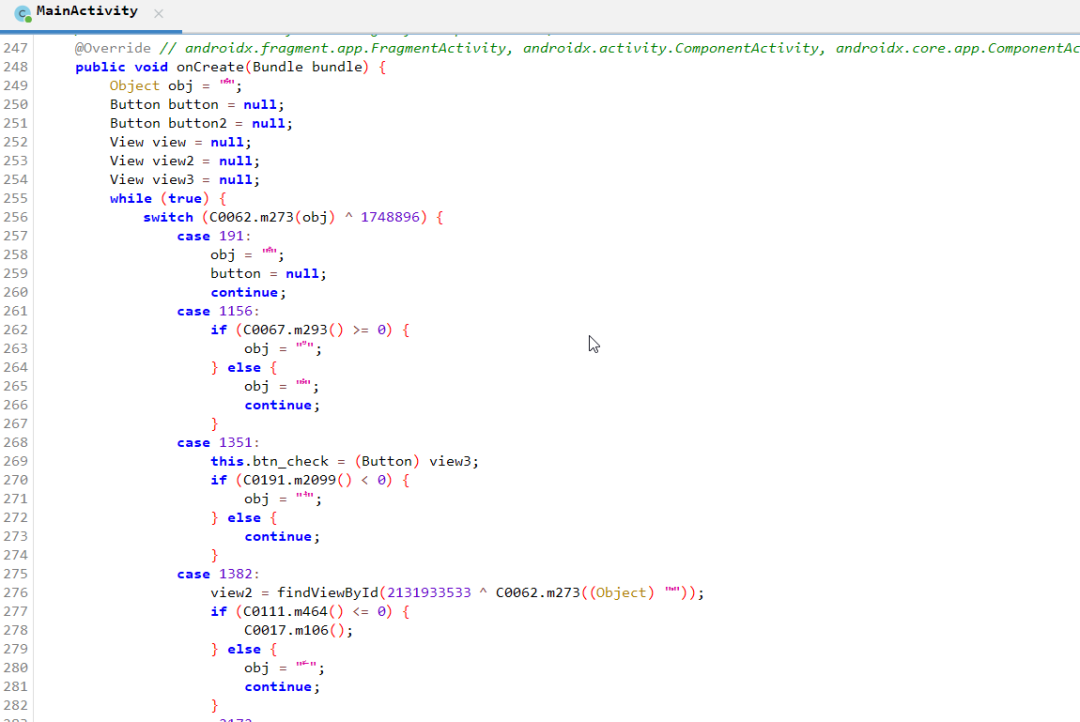 MainActivity
247 @Override // androidx.fragment.app.FragmentActivity, androidx.activity.ComponentActivity, androidx.core.app.ComponentAc
248 public void onCreate(Bundle bundle) {
249 Object obj = "";
250 Button button = null;
251 Button button2 = null;
252 View view = null;
253 View view2 = null;
254 View view3 = null;
255 while (true) {
256 switch (C0062.m273(obj) ^ 1748896) {
257 case 191:
258 obj = "";
259 button = null;
260 continue;
261 case 1156:
262 if (C0067.m293() >= 0) {
263 obj = "";
264 } else {
265 obj = "";
266 continue;
267 }
268 case 1351:
269 this.btn_check = (Button) view3;
270 if (C0191.m2099() < 0) {
271 obj = "";
272 } else {
273 continue;
274 }
275 case 1382:
276 view2 = findViewById(2131933533 ^ C0062.m273((Object) ""));
277 if (C0111.m464() <= 0) {
278 C0017.m106();
279 } else {
280 obj = "";
281 continue;
282 }